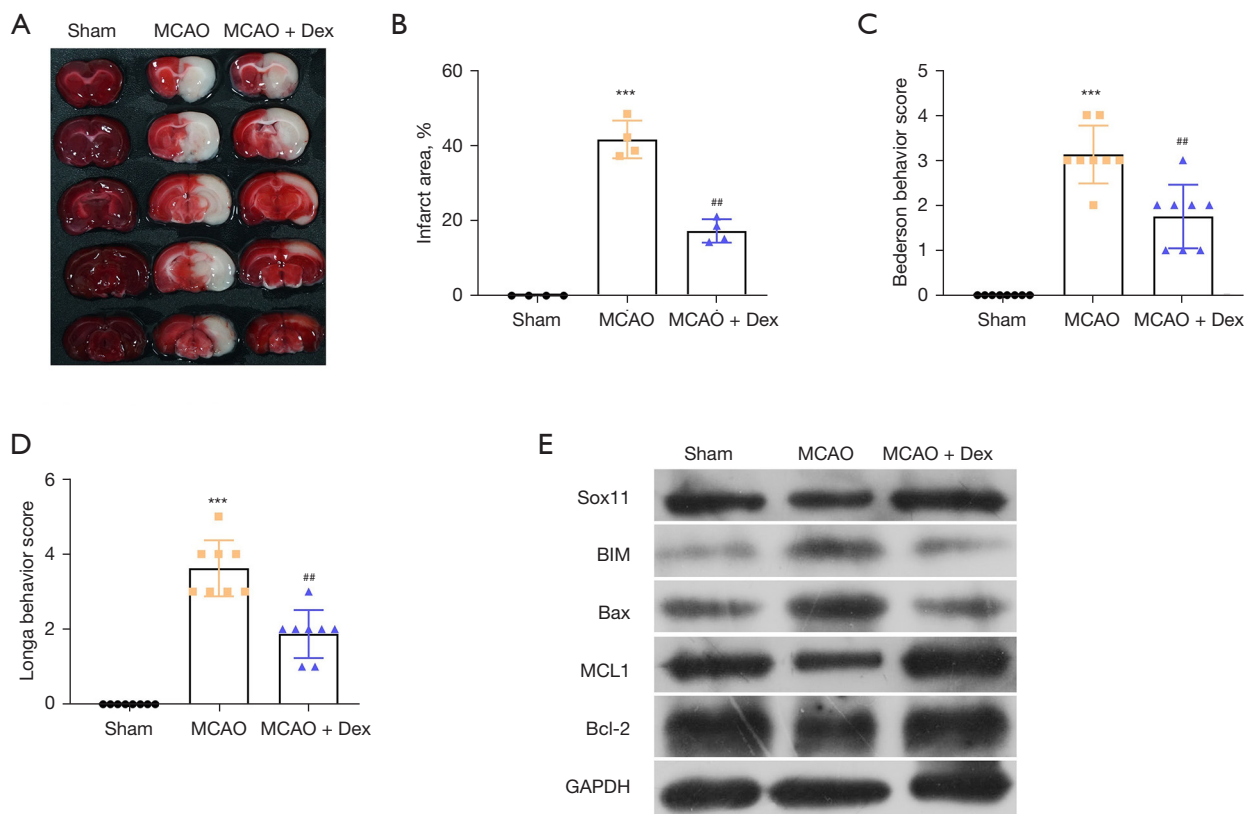 A
Sham MCAO MCAO + Dex
B
Infarct area, %
60
40
20
0
***
##
Sham MCAO MCAO + Dex
C
Bederson behavior score
5
4
3
2
1
0
***
##
Sham MCAO MCAO + Dex
D
Longa behavior score
6
4
2
0
***
##
Sham MCAO MCAO + Dex
E
Sham MCAO MCAO + Dex
Sox11
BIM
Bax
MCL1
Bcl-2
GAPDH